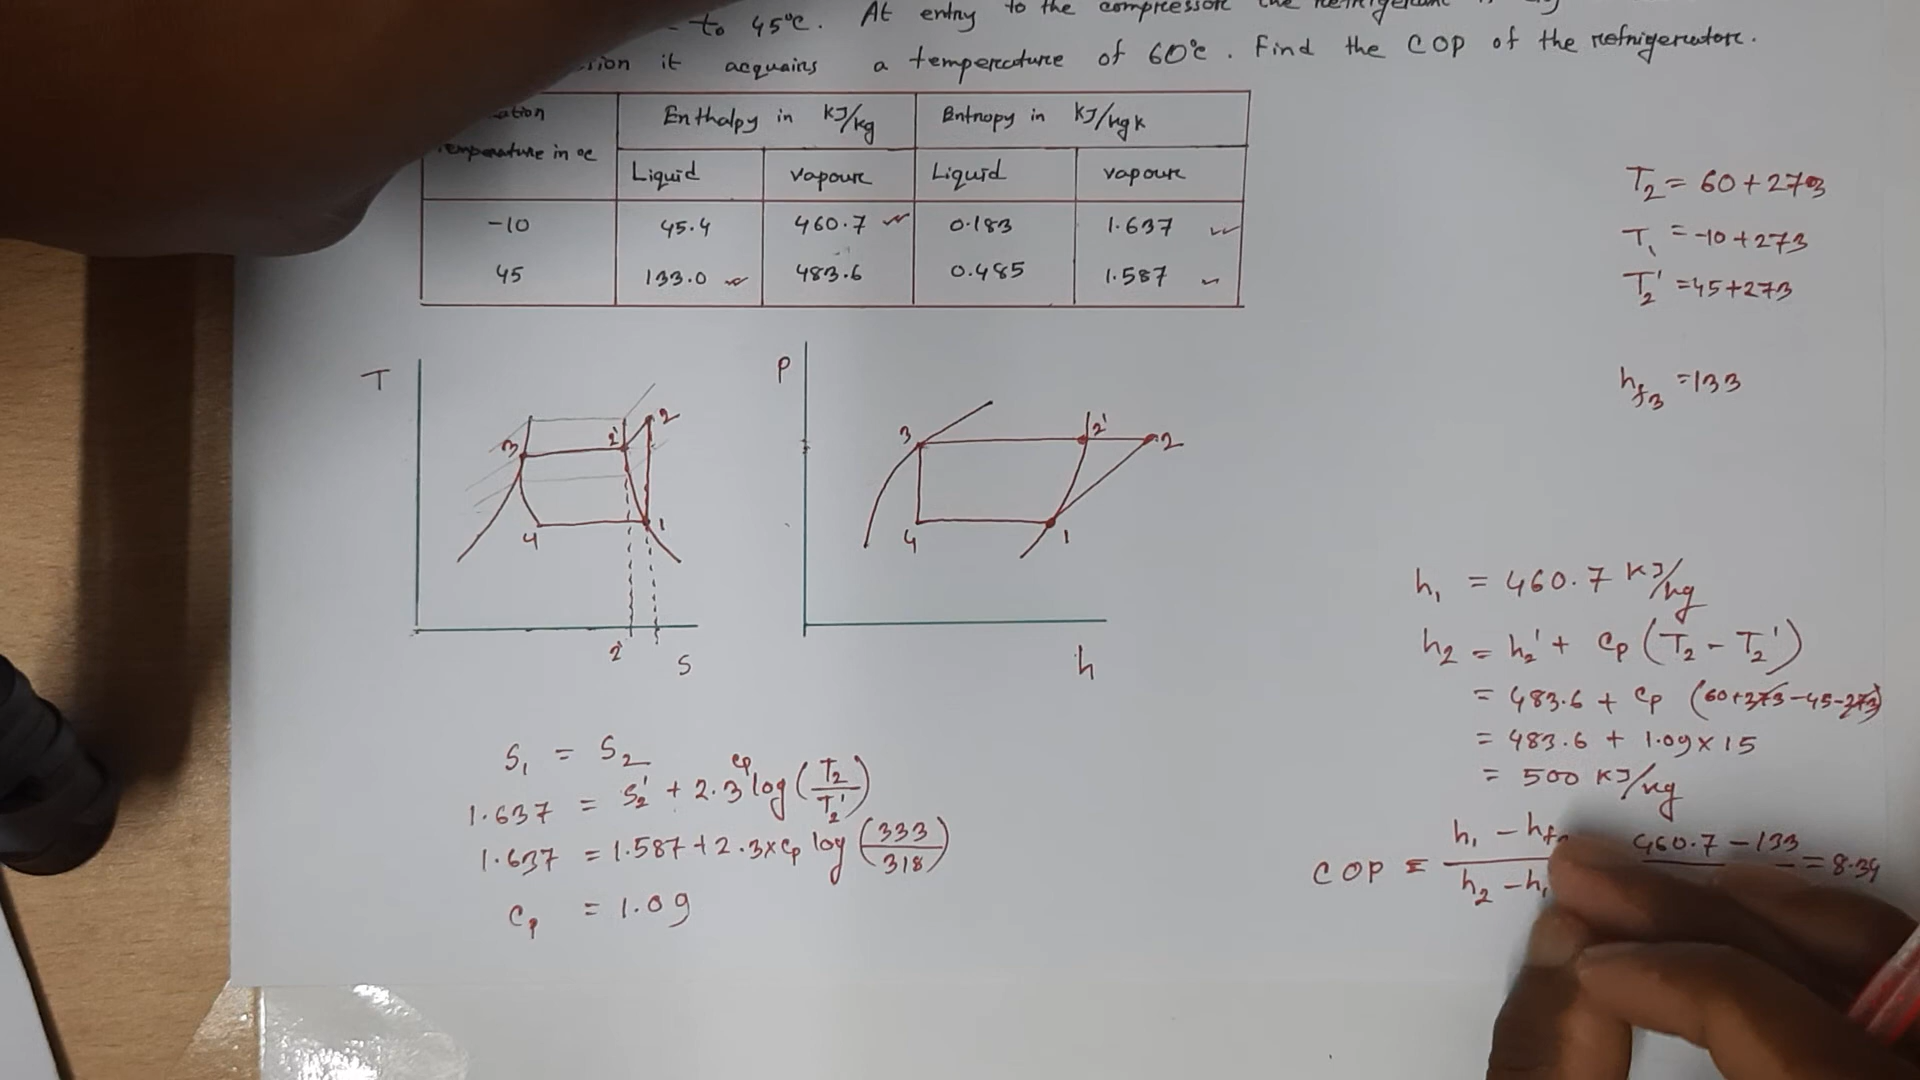 to 45°c. At entry to the compressor the refrigerant is
it acquairs a temperature of 60°c. Find the COP of the refrigerator.
Enthalpy in KJ/kg Entropy in KJ/kgk
temperature in °c Liquid vapour Liquid vapour
-10 45.4 460.7 0.183 1.637
45 133.0 483.6 0.485 1.587
T₂ = 60+273
T₁ = -10+273
T₂' = 45+273
hf₃ = 133
T
3 2' 2
4 1
2' S
P
3 2' 2
4 1
h
S₁ = S₂
1.637 = S₂' + 2.3 cp log (T₂/T₂')
1.637 = 1.587 + 2.3 x cp log (333/318)
cp = 1.09
h₁ = 460.7 KJ/kg
h₂ = h₂' + cp (T₂ - T₂')
= 483.6 + cp (60+273-45-273)
= 483.6 + 1.09 x 15
= 500 KJ/kg
COP = h₁ - hf / h₂ - h₁ 460.7 - 133 = 8.34